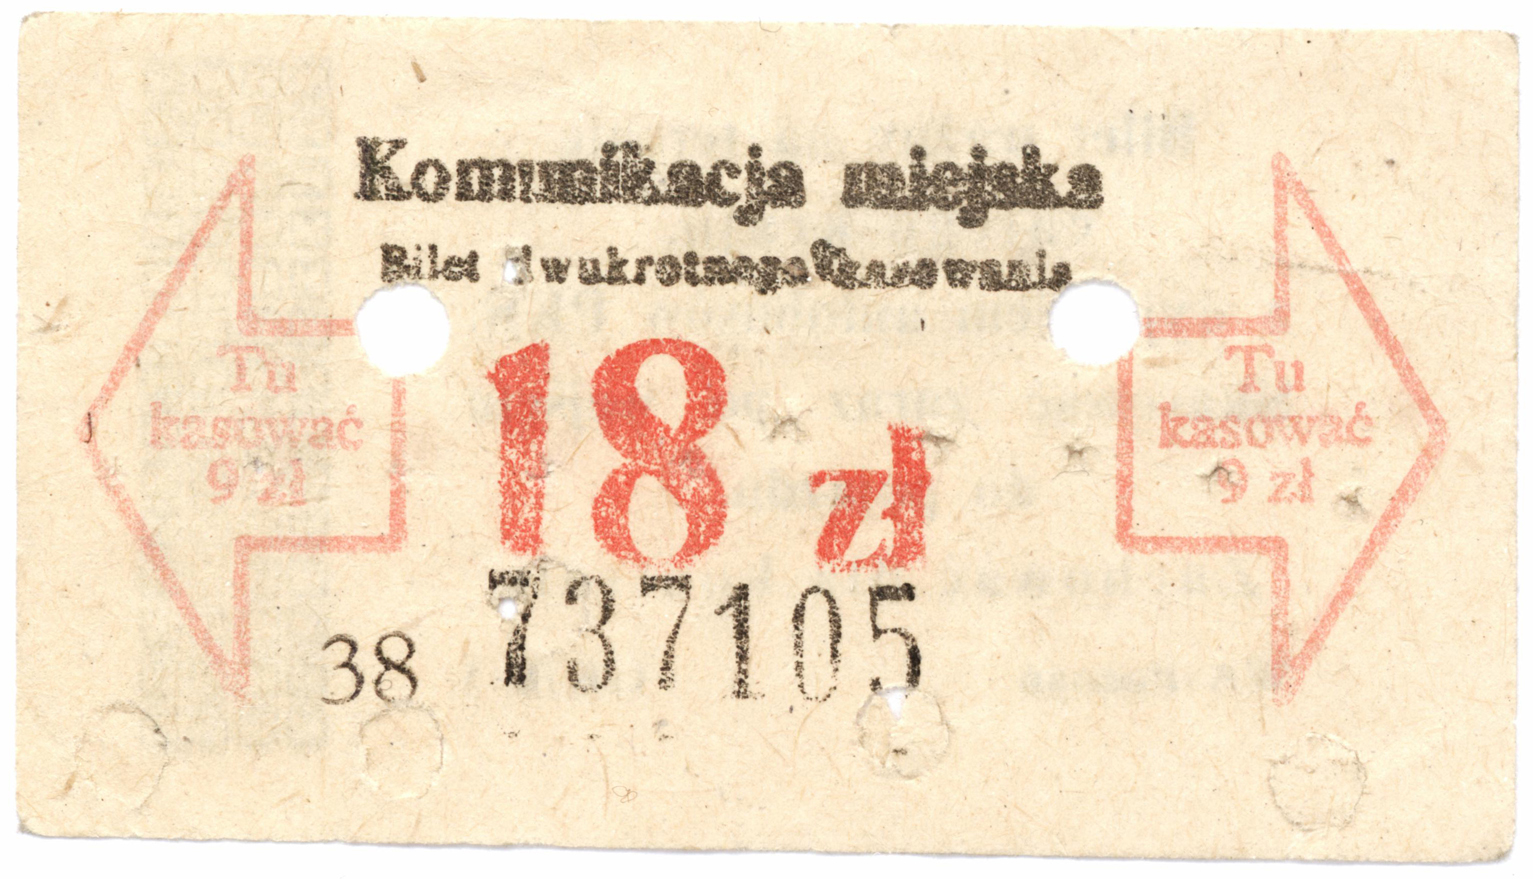 Komunikacja miejska
Bilet dwukrotnego kasowania
Tu
kasować
9 zł
18 zł
Tu
kasować
9 zł
38 737105